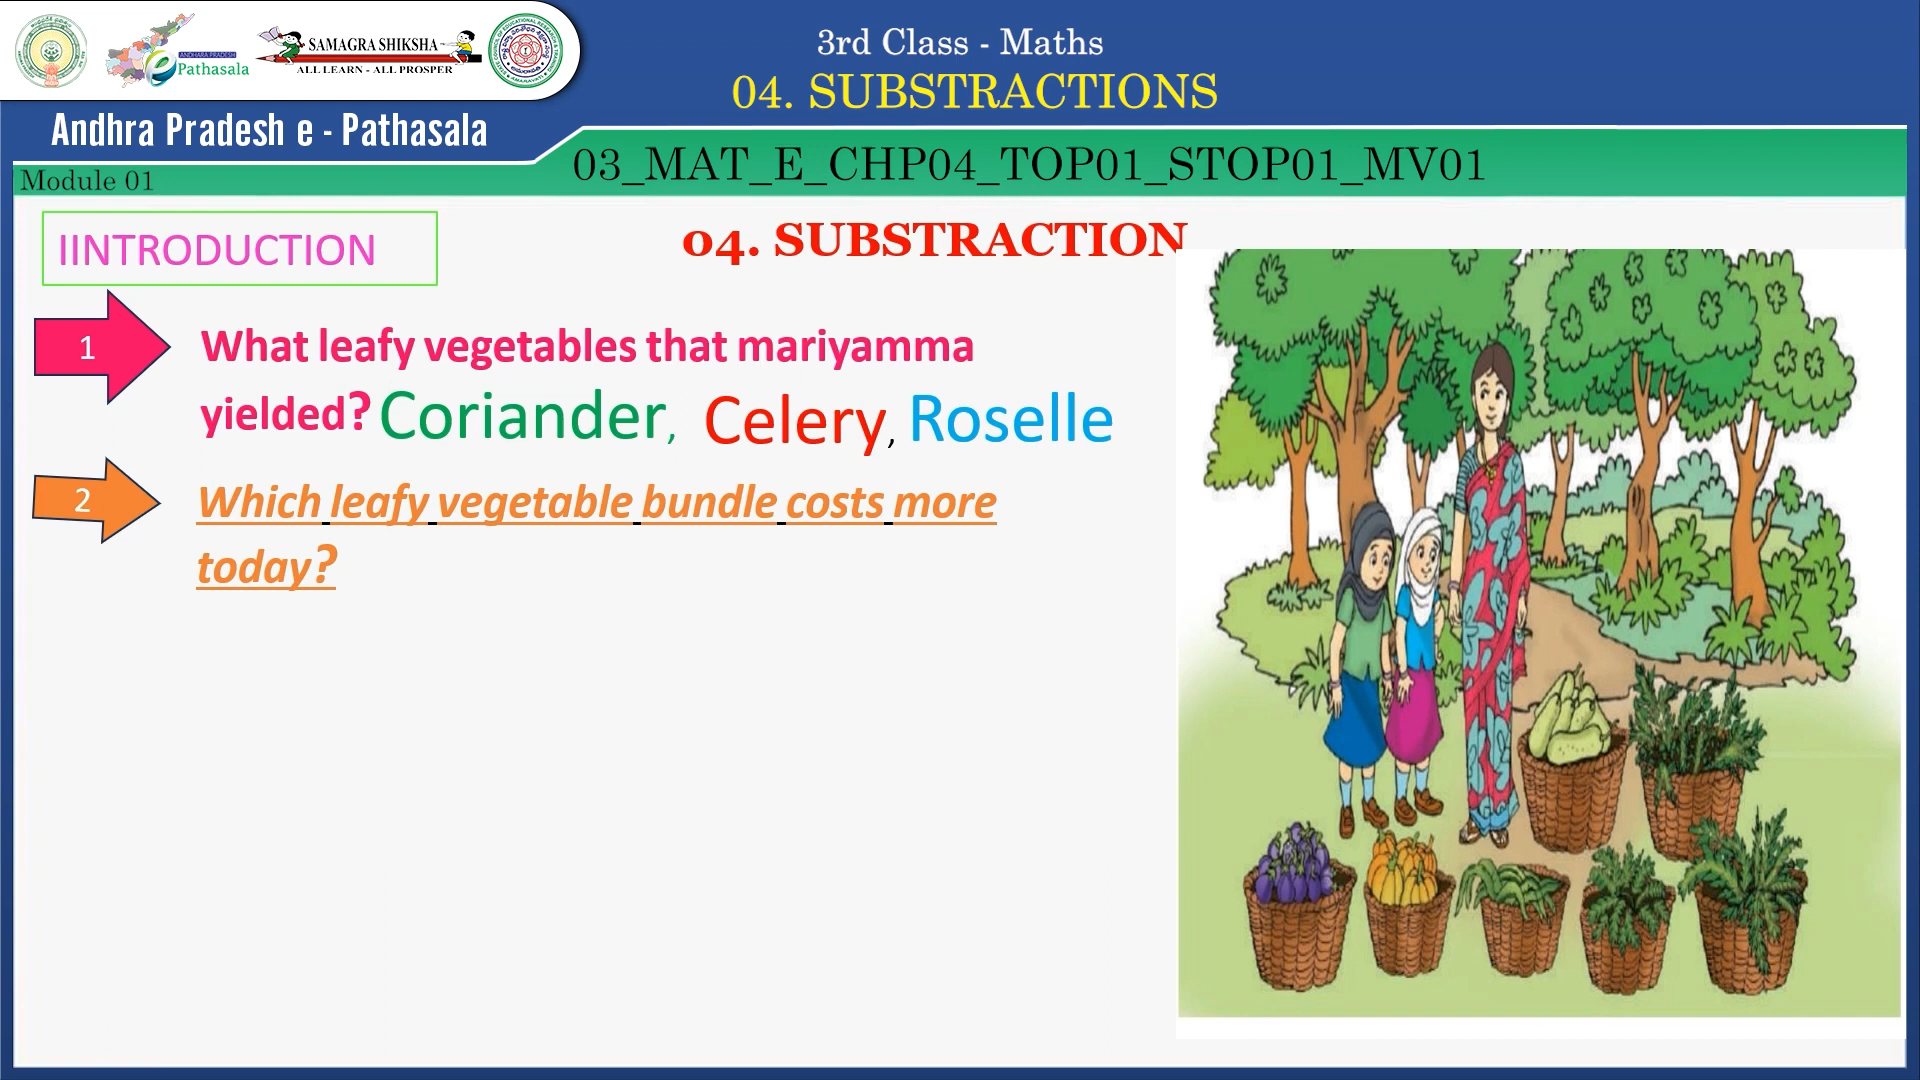 ANDHRA PRADESH
e Pathasala
SAMAGRA SHIKSHA
ALL LEARN - ALL PROSPER
Andhra Pradesh e - Pathasala
3rd Class - Maths
04. SUBSTRACTIONS
Module 01
03_MAT_E_CHP04_TOP01_STOP01_MV01
IINTRODUCTION
04. SUBSTRACTION
1
What leafy vegetables that mariyamma
yielded? Coriander, Celery, Roselle
2
Which leafy vegetable bundle costs more
today?